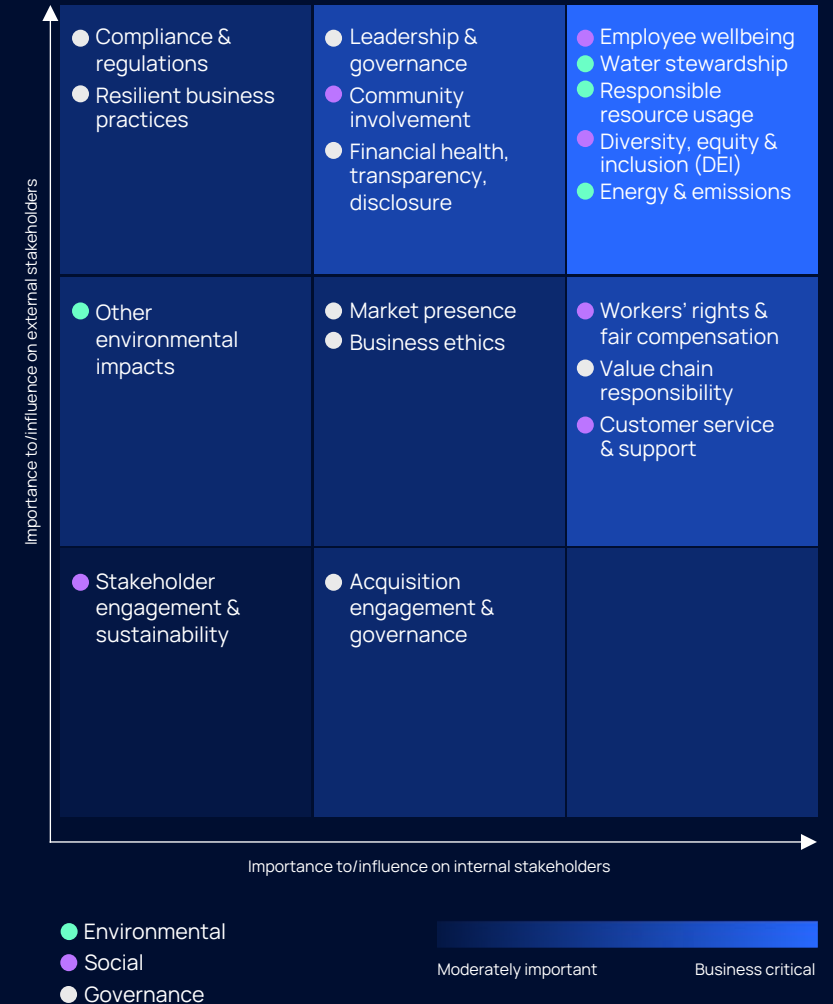 Importance to/influence on external stakeholders
Compliance &
regulations
Resilient business
practices
Leadership &
governance
Community
involvement
Financial health,
transparency,
disclosure
Employee wellbeing
Water stewardship
Responsible
resource usage
Diversity, equity &
inclusion (DEI)
Energy & emissions
Other
environmental
impacts
Market presence
Business ethics
Workers’ rights &
fair compensation
Value chain
responsibility
Customer service
& support
Stakeholder
engagement &
sustainability
Acquisition
engagement &
governance
Importance to/influence on internal stakeholders
Environmental
Social
Governance
Moderately important
Business critical